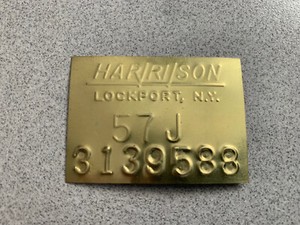 HARRISON
LOCKPORT, N.Y.
57J
3139588